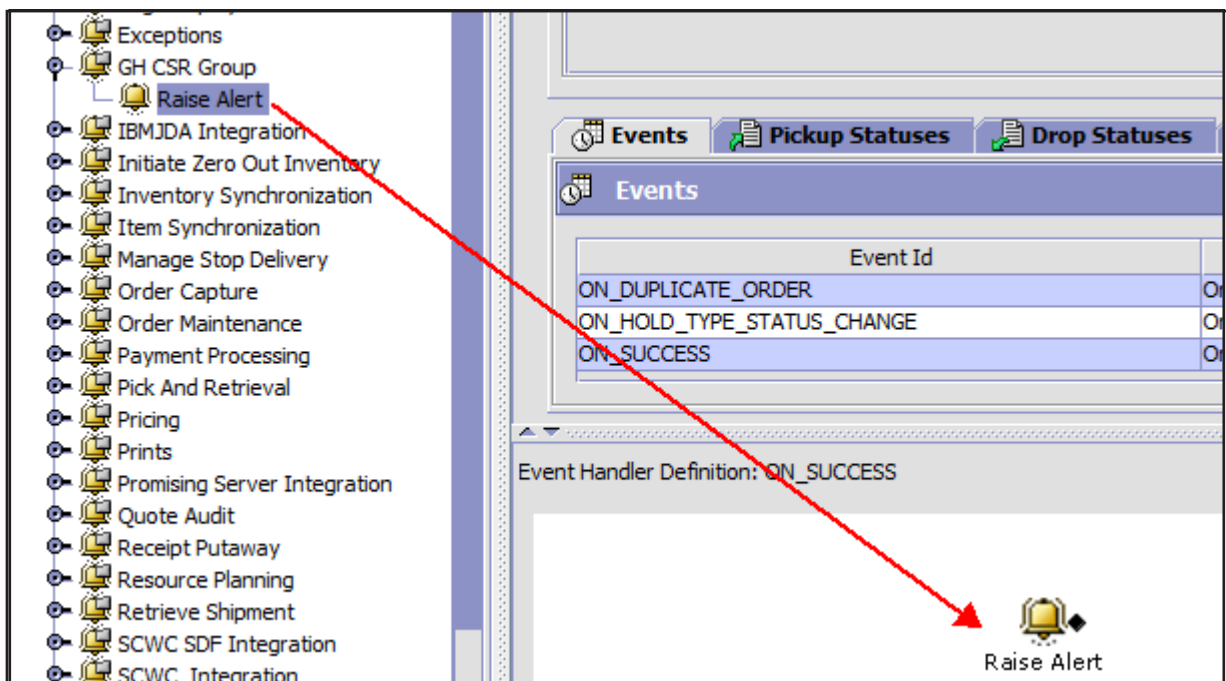 Exceptions
GH CSR Group
Raise Alert
IBMJDA Integration
Initiate Zero Out Inventory
Inventory Synchronization
Item Synchronization
Manage Stop Delivery
Order Capture
Order Maintenance
Payment Processing
Pick And Retrieval
Pricing
Prints
Promising Server Integration
Quote Audit
Receipt Putaway
Resource Planning
Retrieve Shipment
SCWC SDF Integration
SCWC Integration
Events Pickup Statuses Drop Statuses
Events
Event Id
ON_DUPLICATE_ORDER
ON_HOLD_TYPE_STATUS_CHANGE
ON_SUCCESS
Event Handler Definition: ON_SUCCESS
Raise Alert